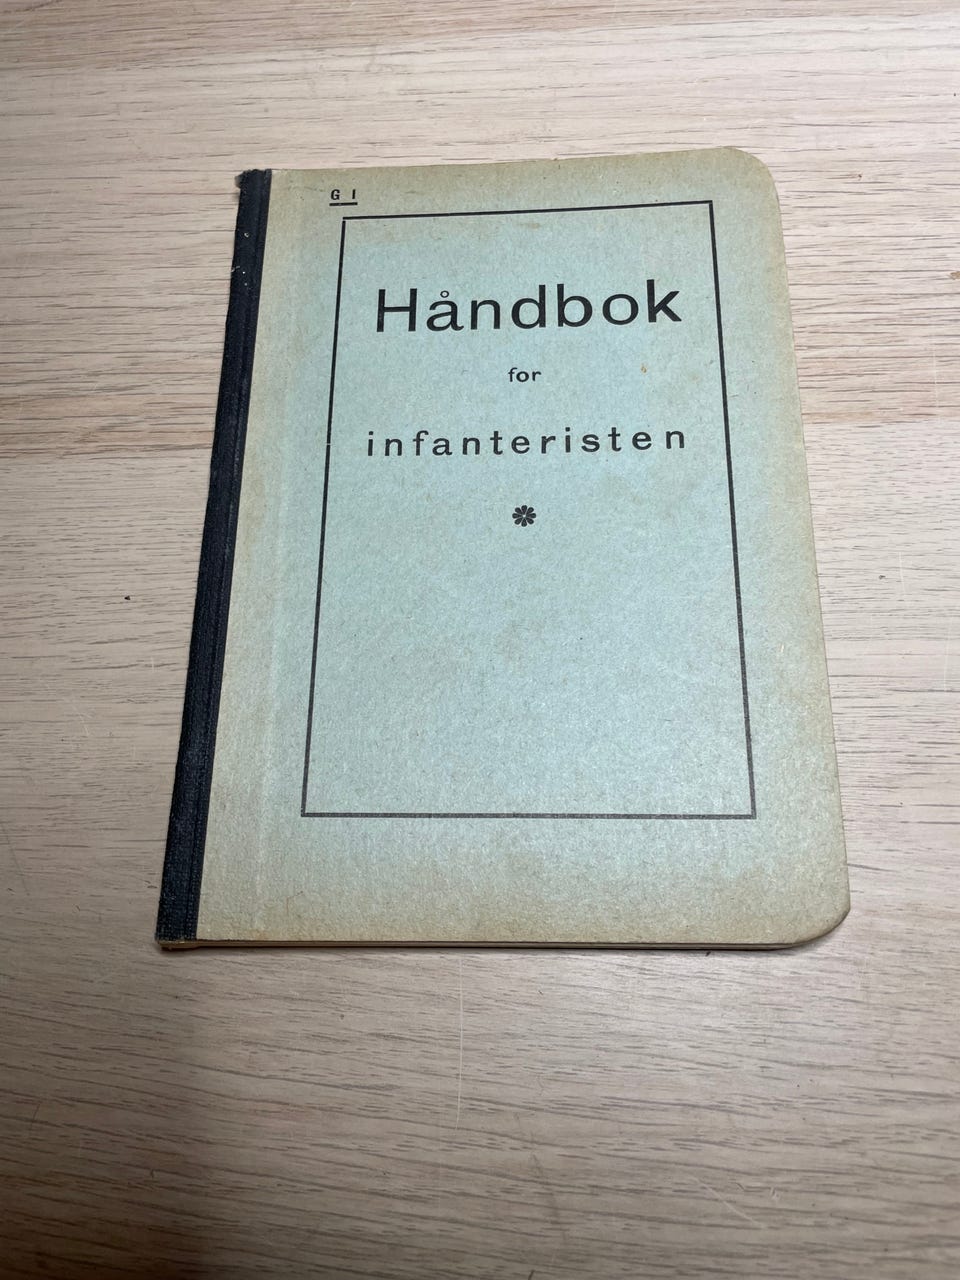 G I
Håndbok
for
infanteristen